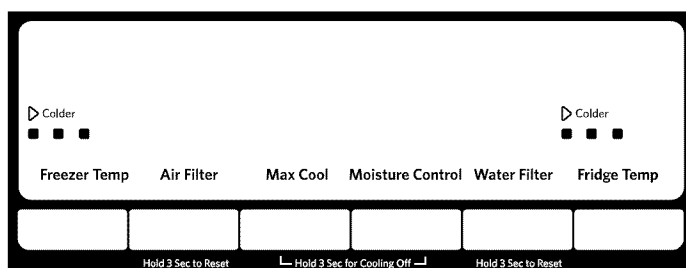 Colder Colder
Freezer Temp Air Filter Max Cool Moisture Control Water Filter Fridge Temp
Hold 3 Sec to Reset Hold 3 Sec for Cooling Off Hold 3 Sec to Reset